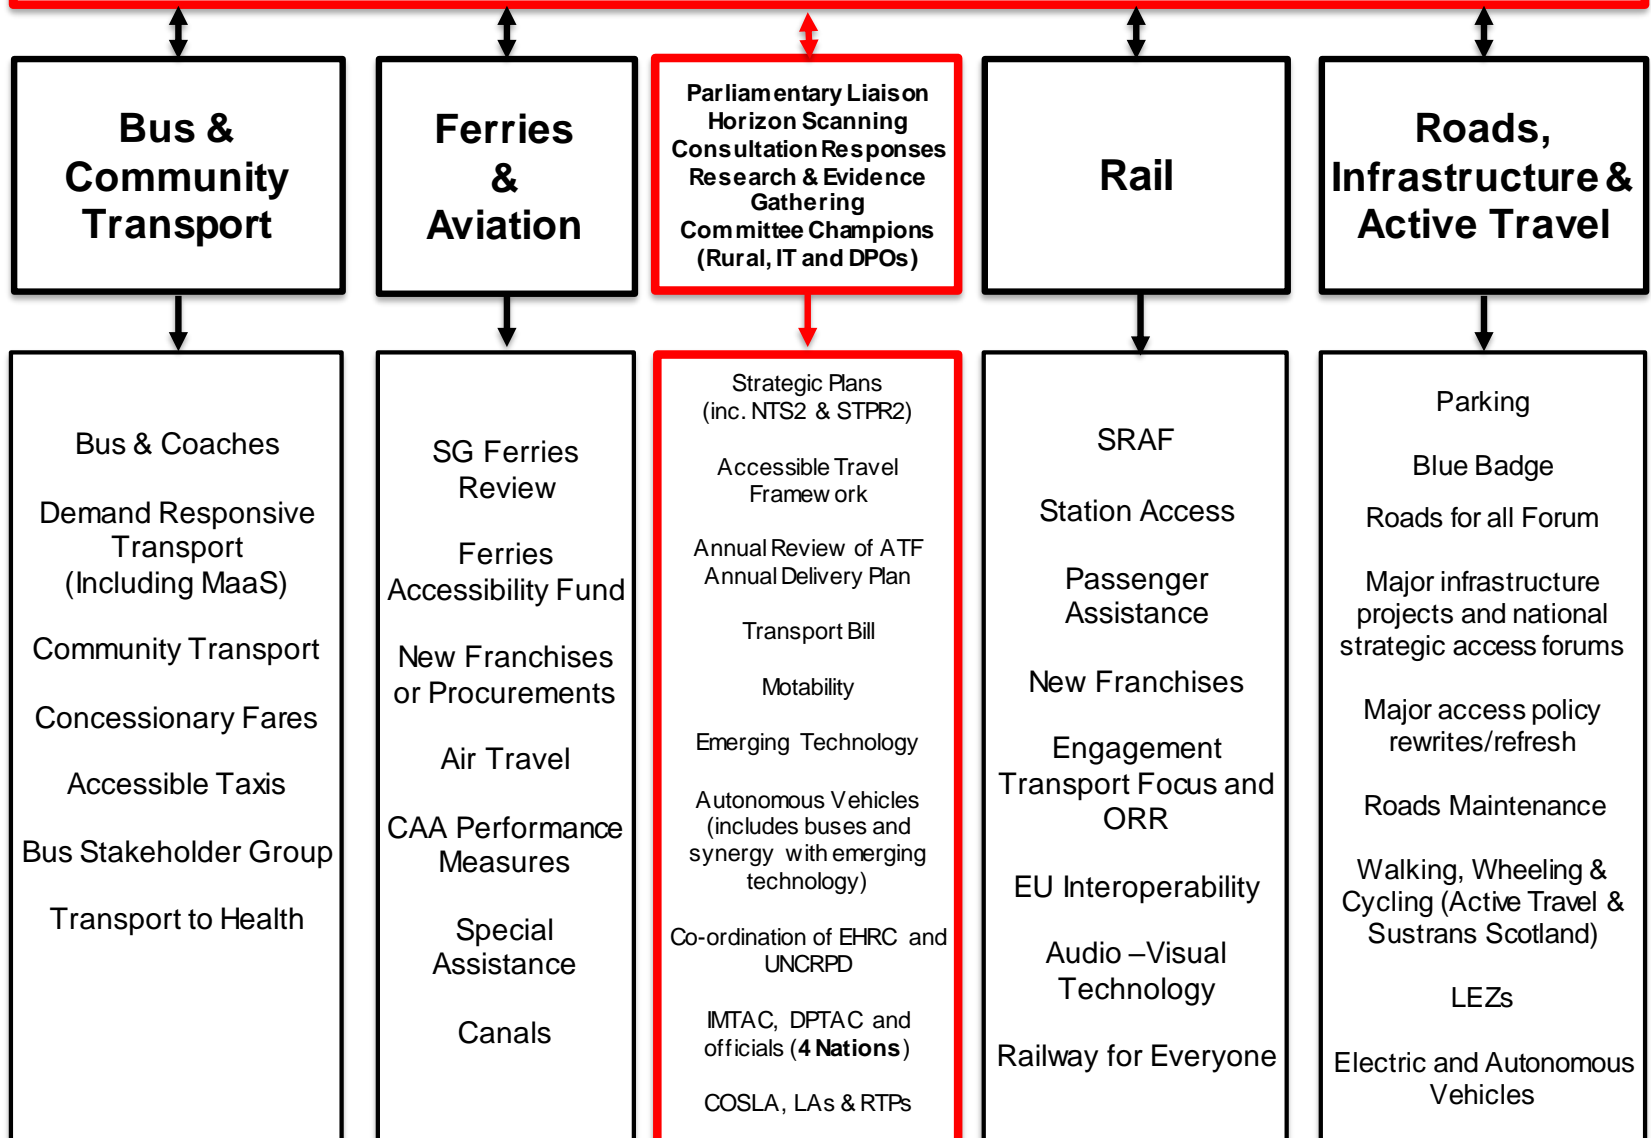 Bus &
Community
Transport
Ferries
&
Aviation
Parliamentary Liaison
Horizon Scanning
Consultation Responses
Research & Evidence
Gathering
Committee Champions
(Rural, IT and DPOs)
Rail
Roads,
Infrastructure &
Active Travel
Bus & Coaches
Demand Responsive
Transport
(Including MaaS)
Community Transport
Concessionary Fares
Accessible Taxis
Bus Stakeholder Group
Transport to Health
SG Ferries
Review
Ferries
Accessibility Fund
New Franchises
or Procurements
Air Travel
CAA Performance
Measures
Special
Assistance
Canals
Strategic Plans
(inc. NTS2 & STPR2)
Accessible Travel
Framework
Annual Review of ATF
Annual Delivery Plan
Transport Bill
Motability
Emerging Technology
Autonomous Vehicles
(includes buses and
synergy with emerging
technology)
Co-ordination of EHRC and
UNCRPD
IMTAC, DPTAC and
officials (4 Nations)
COSLA, LAs & RTPs
SRAF
Station Access
Passenger
Assistance
New Franchises
Engagement
Transport Focus and
ORR
EU Interoperability
Audio –Visual
Technology
Railway for Everyone
Parking
Blue Badge
Roads for all Forum
Major infrastructure
projects and national
strategic access forums
Major access policy
rewrites/refresh
Roads Maintenance
Walking, Wheeling &
Cycling (Active Travel &
Sustrans Scotland)
LEZs
Electric and Autonomous
Vehicles